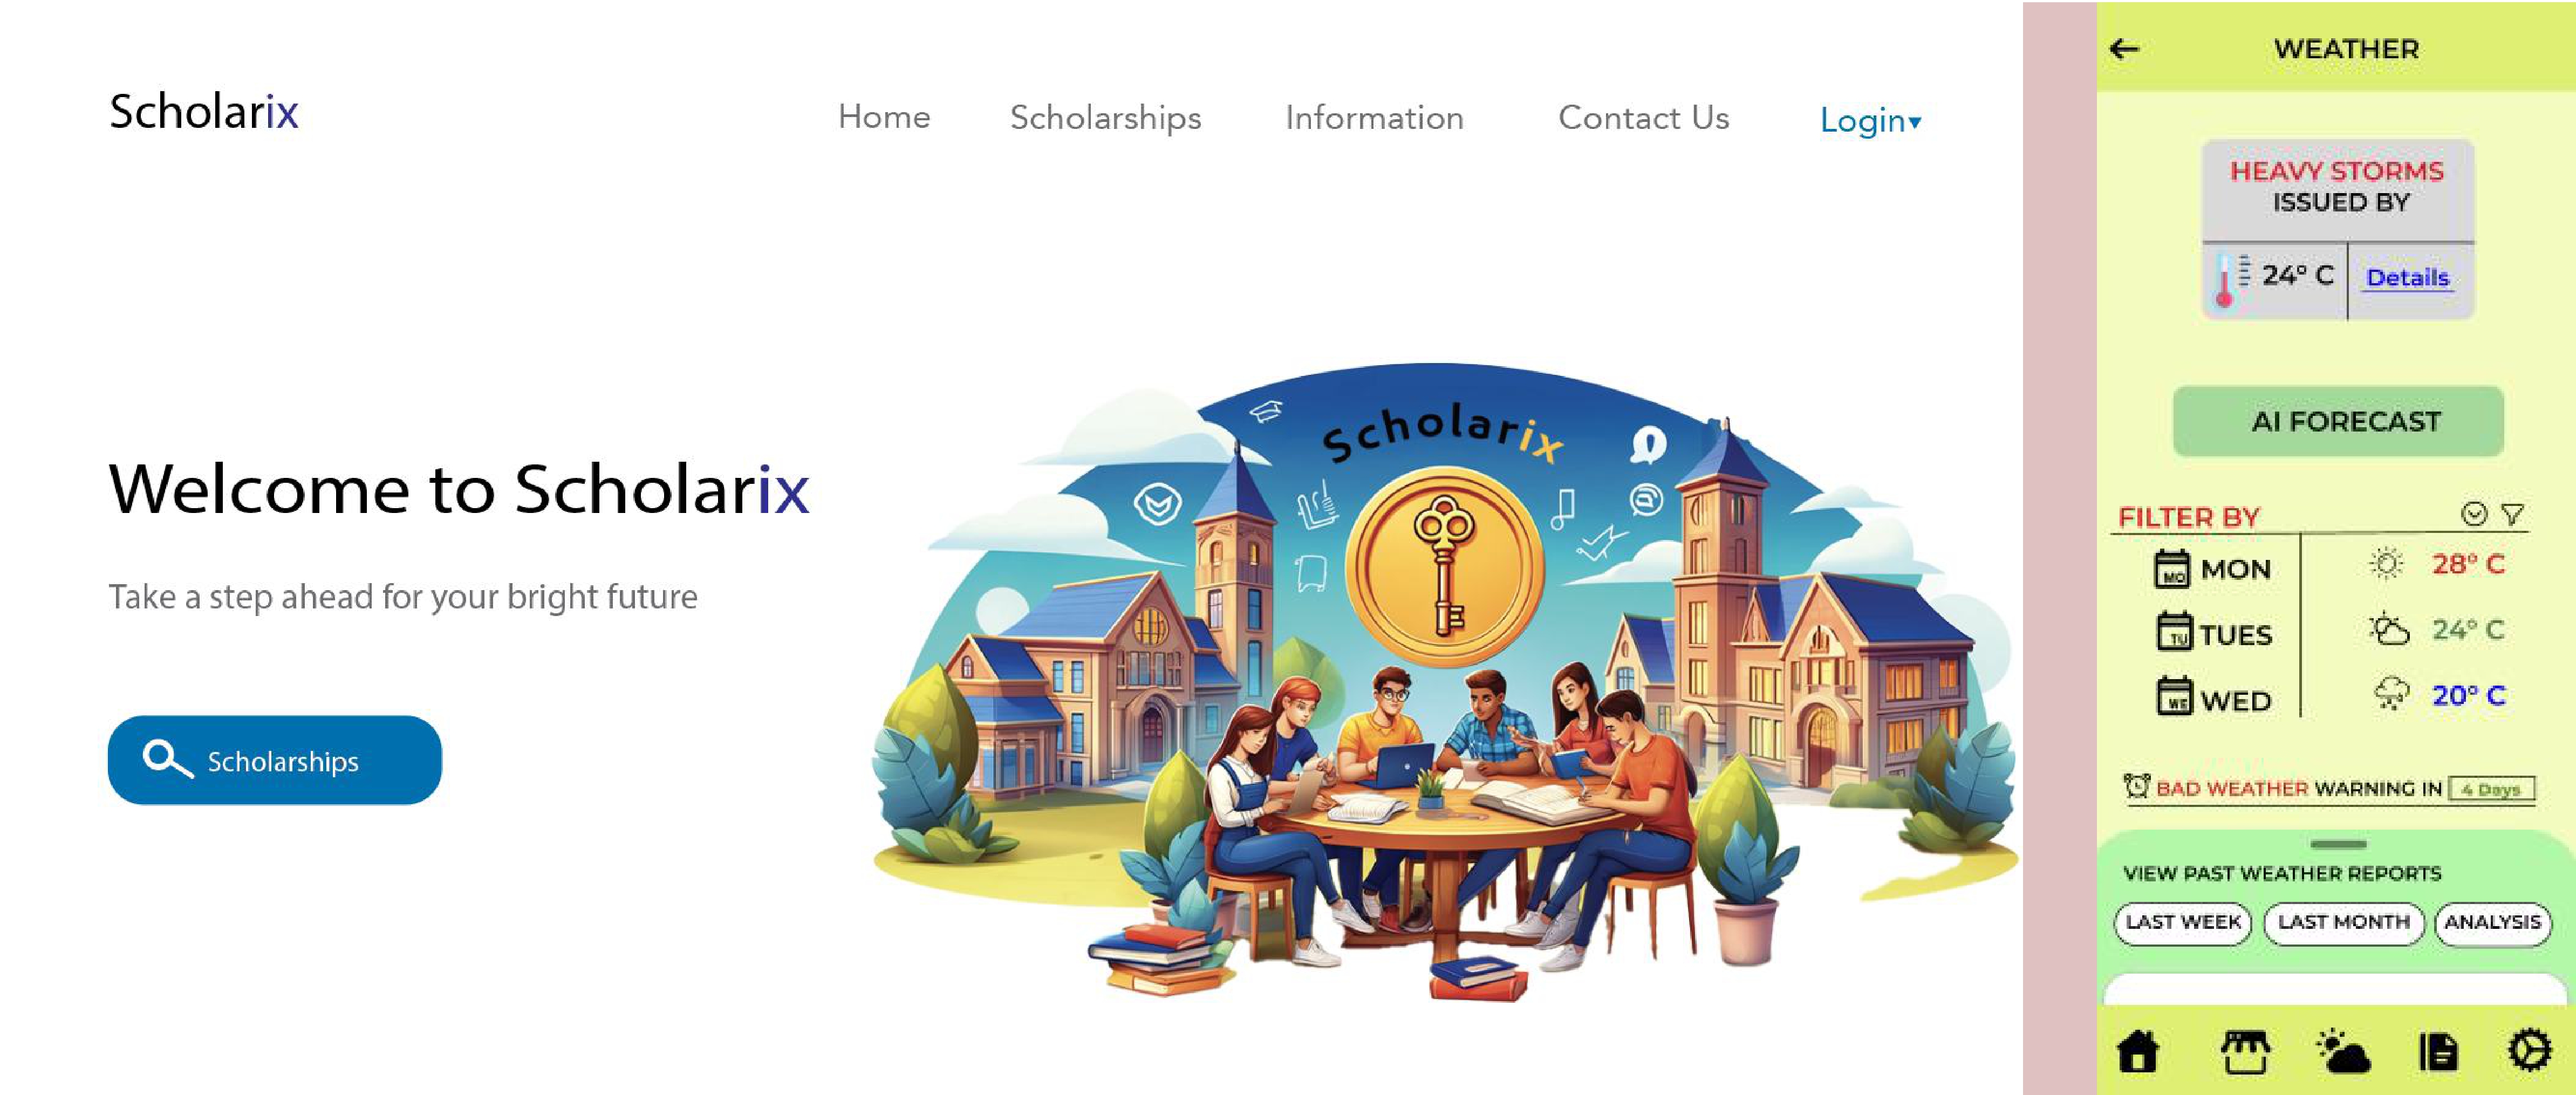 Scholarix
Home Scholarships Information Contact Us Login▾
Welcome to Scholarix
Take a step ahead for your bright future
Scholarships
Scholarix
WEATHER
HEAVY STORMS
ISSUED BY
24° C Details
AI FORECAST
FILTER BY
MO MON 28° C
TU TUES 24° C
WE WED 20° C
BAD WEATHER WARNING IN 4 Days
VIEW PAST WEATHER REPORTS
LAST WEEK LAST MONTH ANALYSIS